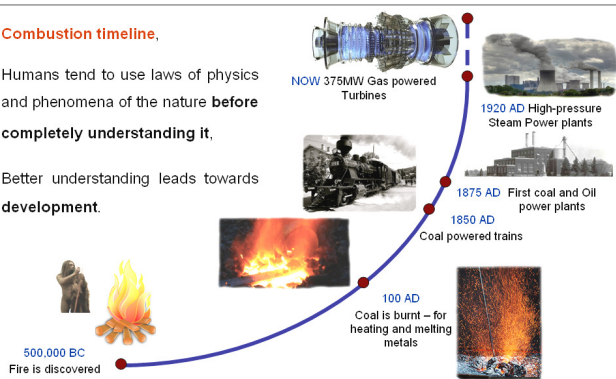 Combustion timeline,
Humans tend to use laws of physics
and phenomena of the nature before
completely understanding it,
Better understanding leads towards
development.
NOW 375MW Gas powered
Turbines
1920 AD High-pressure
Steam Power plants
1875 AD First coal and Oil
power plants
1850 AD
Coal powered trains
100 AD
Coal is burnt – for
heating and melting
metals
500,000 BC
Fire is discovered